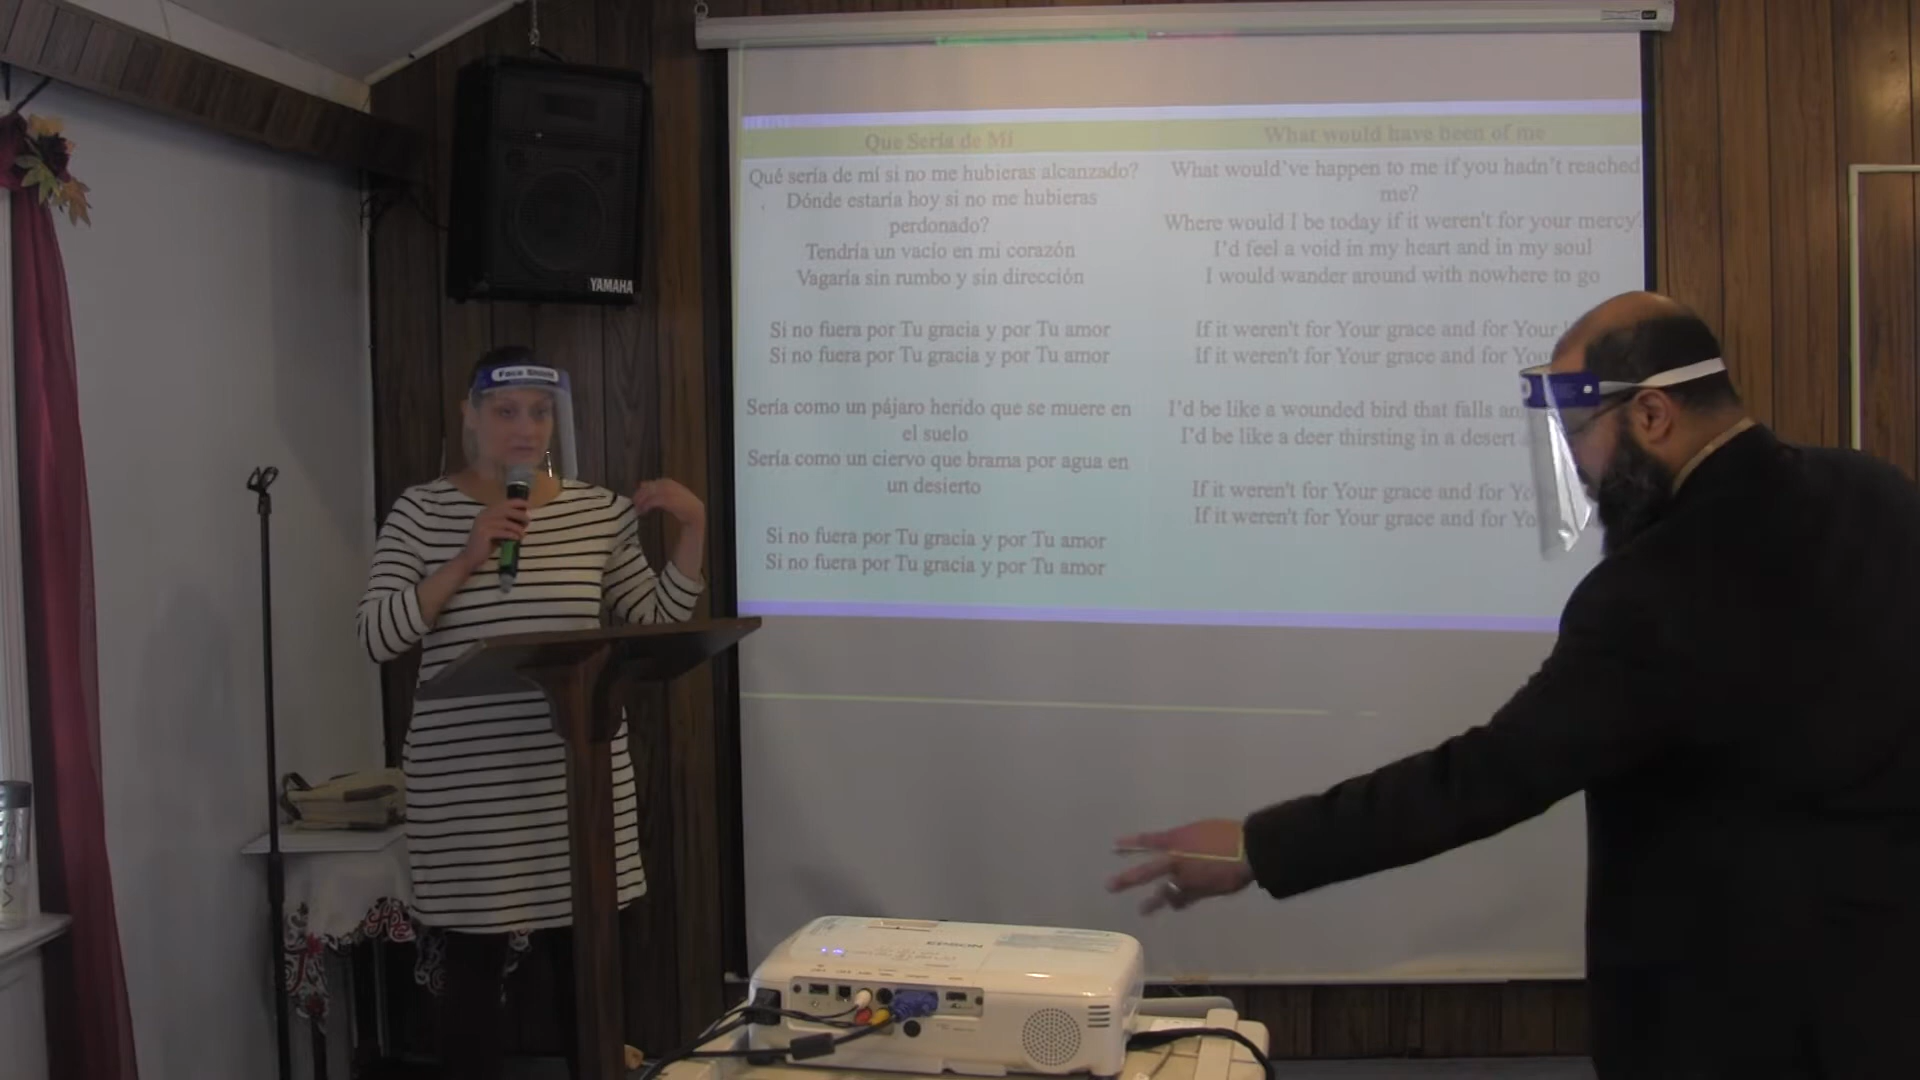 YAMAHA
Face Shield
Que Sería de Mi
Qué sería de mí si no me hubieras alcanzado?
Dónde estaría hoy si no me hubieras
perdonado?
Tendría un vacío en mi corazón
Vagaría sin rumbo y sin dirección
Si no fuera por Tu gracia y por Tu amor
Si no fuera por Tu gracia y por Tu amor
Sería como un pájaro herido que se muere en
el suelo
Sería como un ciervo que brama por agua en
un desierto
Si no fuera por Tu gracia y por Tu amor
Si no fuera por Tu gracia y por Tu amor
What would have been of me
What would've happen to me if you hadn't reached
me?
Where would I be today if it weren't for your mercy?
I'd feel a void in my heart and in my soul
I would wander around with nowhere to go
If it weren't for Your grace and for Your
If it weren't for Your grace and for Your
I'd be like a wounded bird that falls an
I'd be like a deer thirsting in a desert
If it weren't for Your grace and for Yo
If it weren't for Your grace and for Yo
EPSON
VOSS